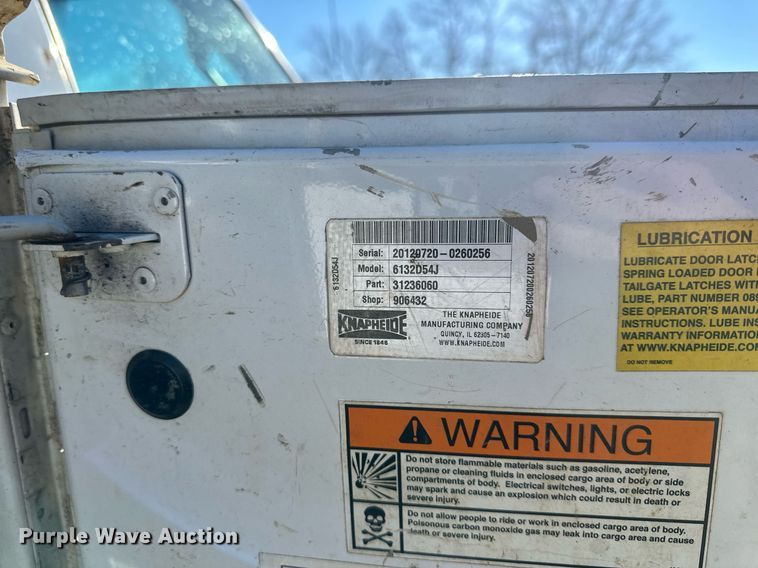 Serial: 20120720-0260256
Model: 6132D54J
Part: 31236060
Shop: 906432
6132D54J
201207200260256
KNAPHEIDE
SINCE 1848
THE KNAPHEIDE
MANUFACTURING COMPANY
QUINCY, IL 62305-7140
WWW.KNAPHEIDE.COM
LUBRICATION
LUBRICATE DOOR LATC
SPRING LOADED DOOR
TAILGATE LATCHES WIT
LUBE, PART NUMBER 089
SEE OPERATOR'S MANUA
INSTRUCTIONS. LUBE INS
WARRANTY INFORMATION
AT WWW.KNAPHEIDE.COM
DO NOT REMOVE
WARNING
Do not store flammable materials such as gasoline, acetylene,
propane or cleaning fluids in enclosed cargo area of body or side
compartments of body. Electrical switches, lights, or electric locks
may spark and cause an explosion which could result in death or
severe injury.
Do not allow people to ride or work in enclosed cargo area of body.
Poisonous carbon monoxide gas may leak into cargo area and cause
death or severe injury.
Purple Wave Auction